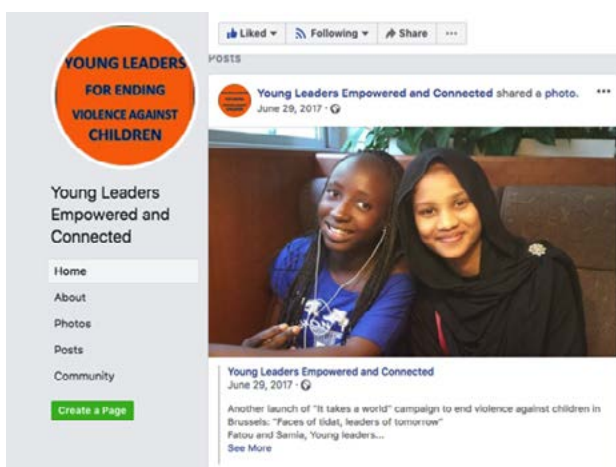 YOUNG LEADERS
FOR ENDING
VIOLENCE AGAINST
CHILDREN
Young Leaders
Empowered and
Connected
Home
About
Photos
Posts
Community
Create a Page
Liked
Following
Share
Posts
Young Leaders Empowered and Connected shared a photo.
June 29, 2017
Young Leaders Empowered and Connected
June 29, 2017
Another launch of "It takes a world" campaign to end violence against children in
Brussels: "Faces of tidat, leaders of tomorrow"
Fatou and Samia, Young leaders...
See More